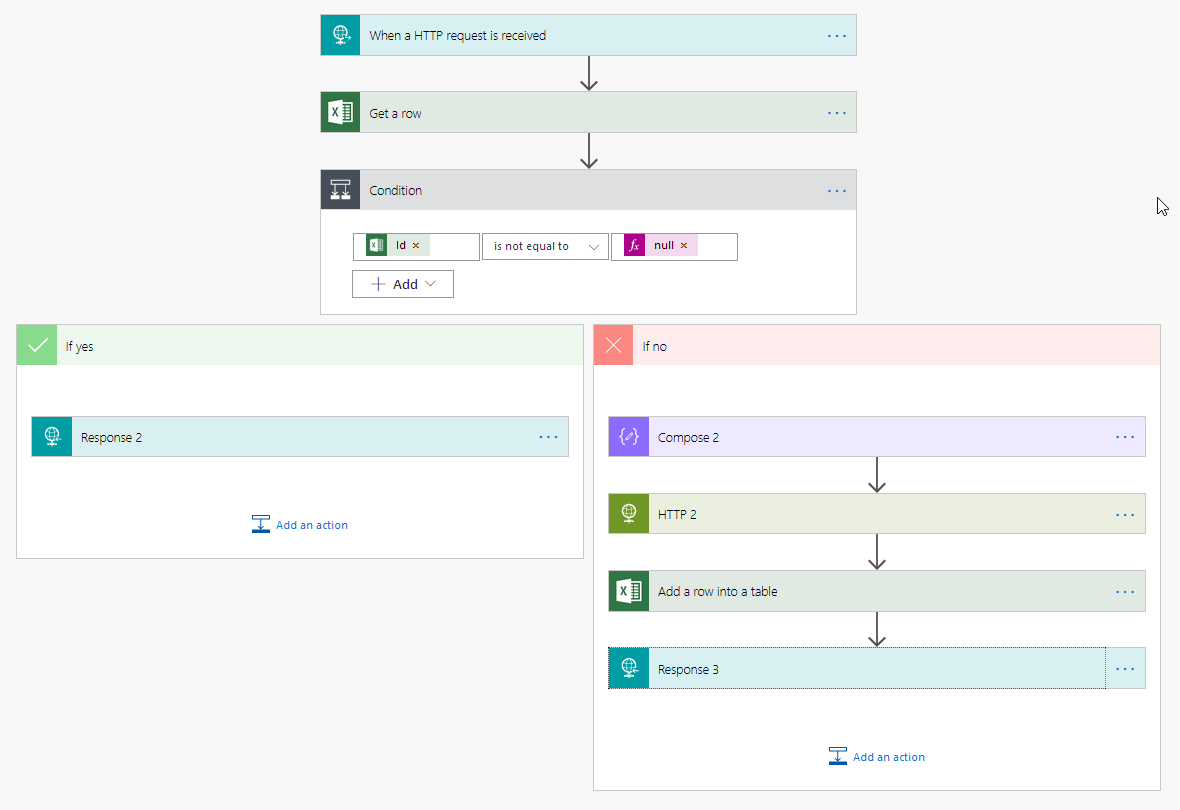 When a HTTP request is received
Get a row
Condition
Id is not equal to fx null
Add
If yes
If no
Response 2
Compose 2
Add an action
HTTP 2
Add a row into a table
Response 3
Add an action